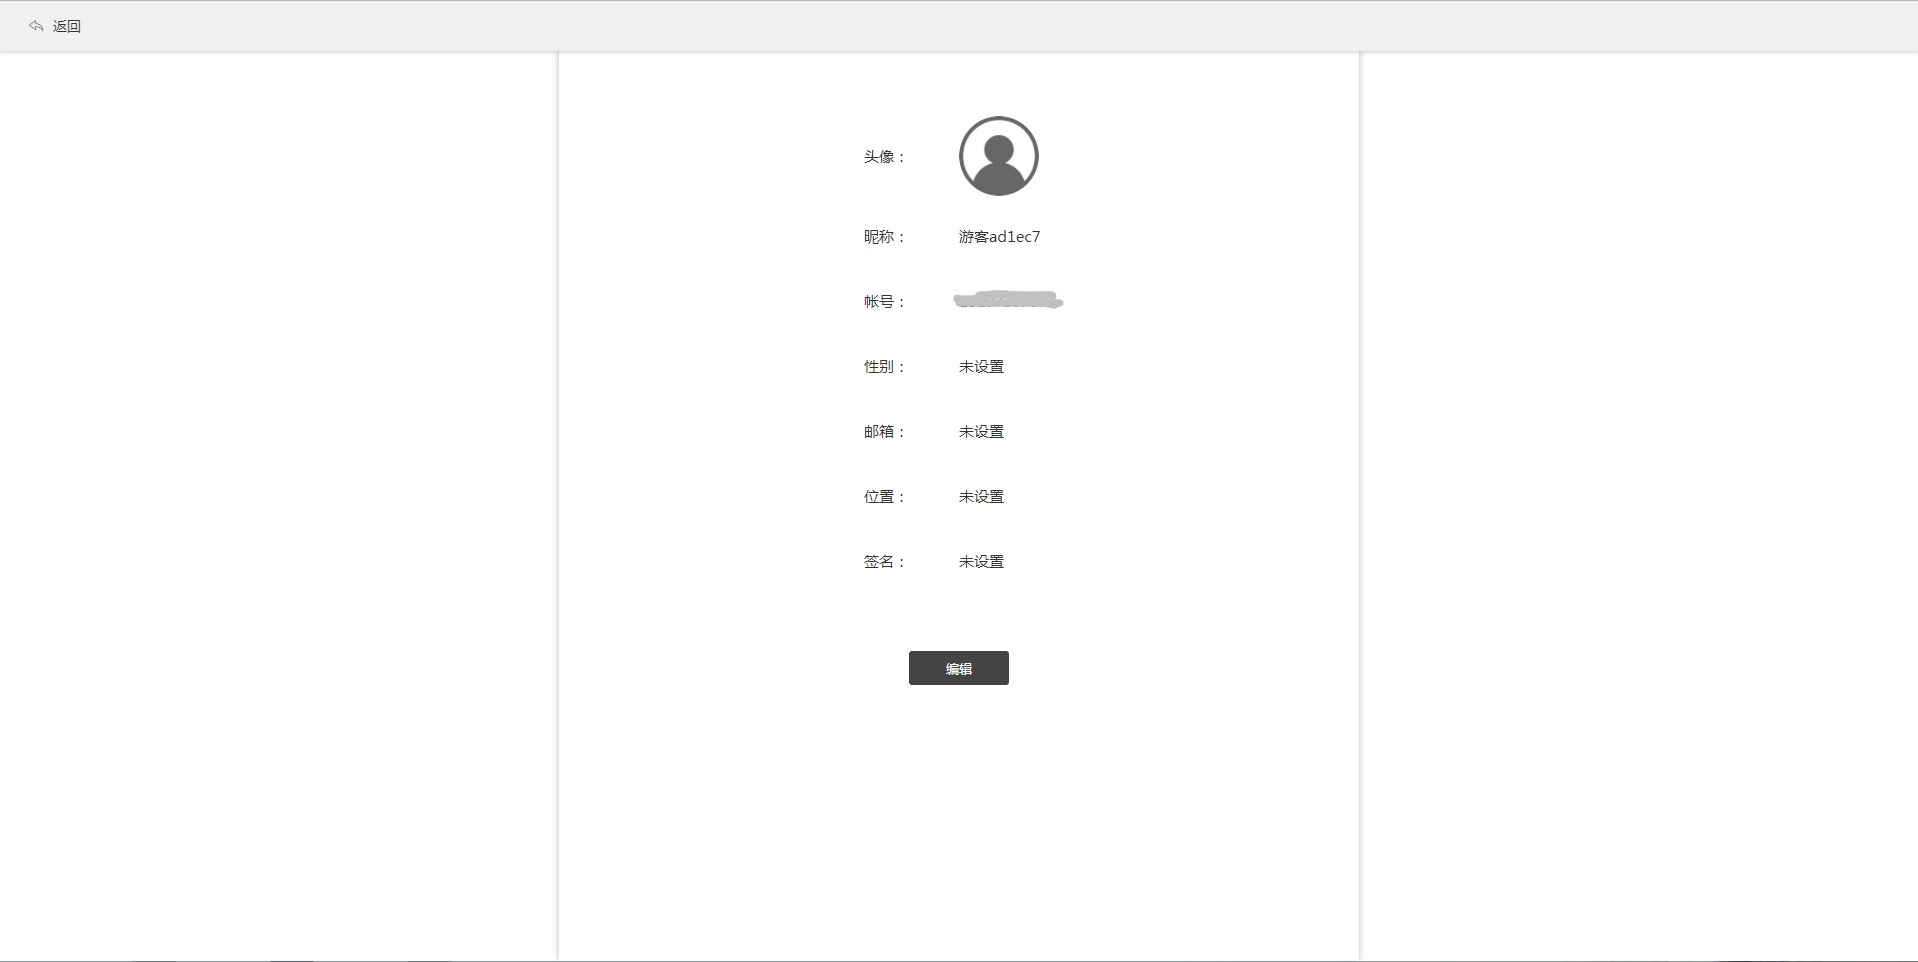 返回
头像：
昵称： 游客ad1ec7
帐号：
性别： 未设置
邮箱： 未设置
位置： 未设置
签名： 未设置
编辑